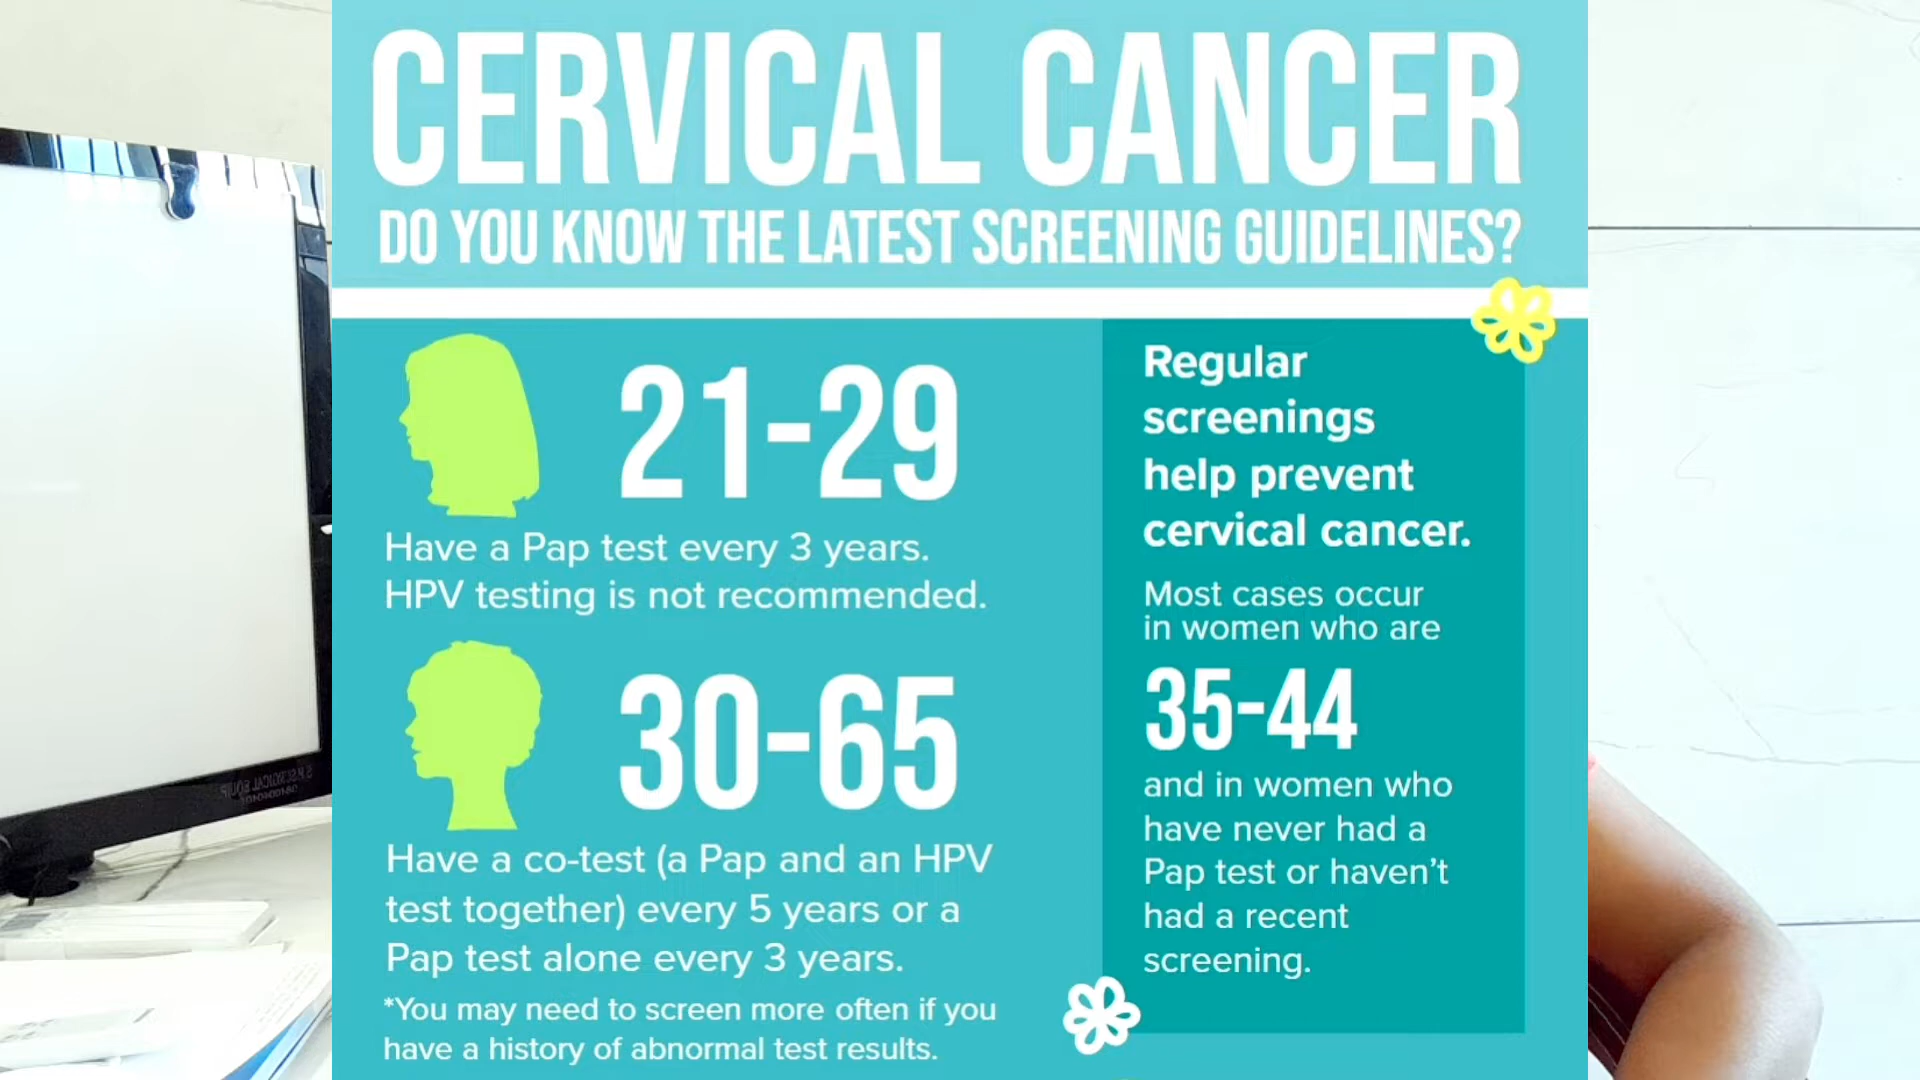 CERVICAL CANCER
DO YOU KNOW THE LATEST SCREENING GUIDELINES?
21-29
Have a Pap test every 3 years.
HPV testing is not recommended.
30-65
Have a co-test (a Pap and an HPV
test together) every 5 years or a
Pap test alone every 3 years.
*You may need to screen more often if you
have a history of abnormal test results.
Regular
screenings
help prevent
cervical cancer.
Most cases occur
in women who are
35-44
and in women who
have never had a
Pap test or haven't
had a recent
screening.